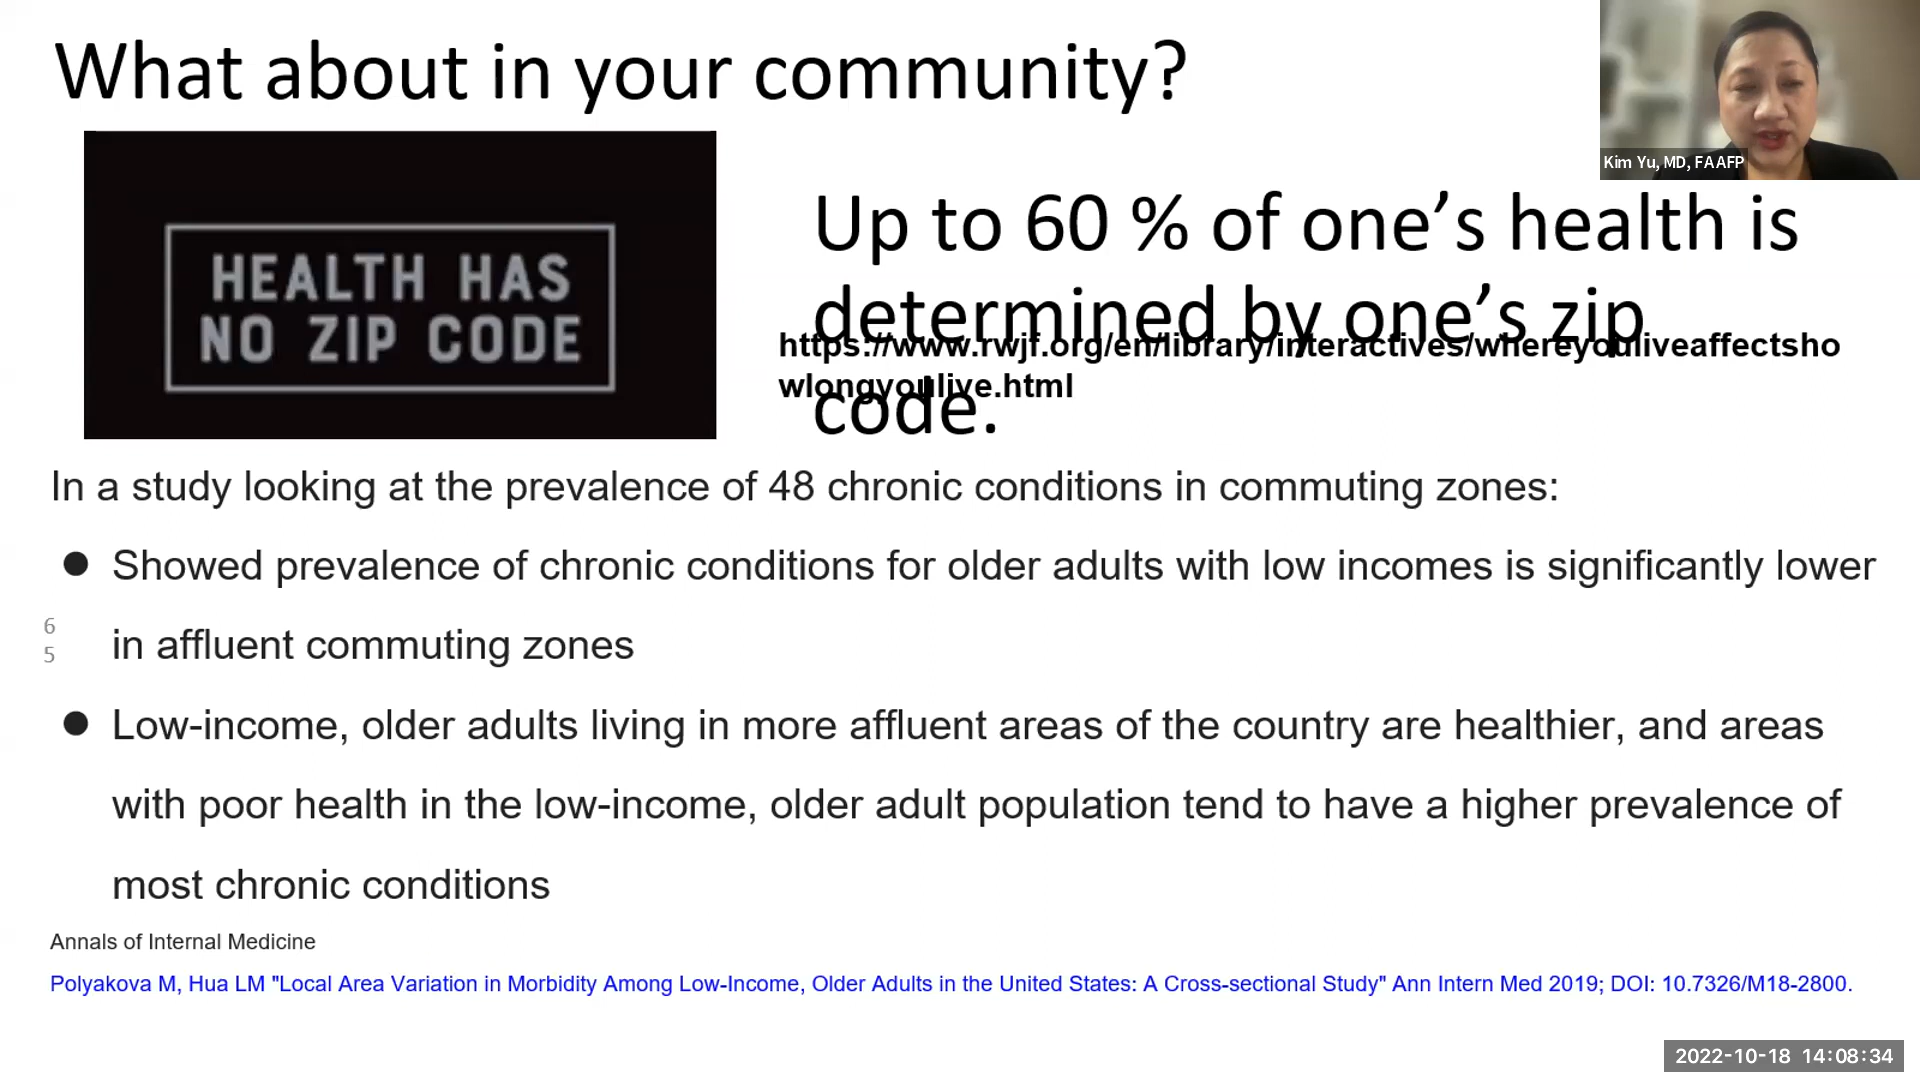 What about in your community?
Kim Yu, MD, FAAFP
HEALTH HAS
NO ZIP CODE
Up to 60 % of one’s health is
determined by one’s zip
code.
https://www.rwjf.org/en/library/interactives/whereyouliveaffectsho
wlongyoulive.html
In a study looking at the prevalence of 48 chronic conditions in commuting zones:
● Showed prevalence of chronic conditions for older adults with low incomes is significantly lower
in affluent commuting zones
6
5
● Low-income, older adults living in more affluent areas of the country are healthier, and areas
with poor health in the low-income, older adult population tend to have a higher prevalence of
most chronic conditions
Annals of Internal Medicine
Polyakova M, Hua LM "Local Area Variation in Morbidity Among Low-Income, Older Adults in the United States: A Cross-sectional Study" Ann Intern Med 2019; DOI: 10.7326/M18-2800.
2022-10-18 14:08:34